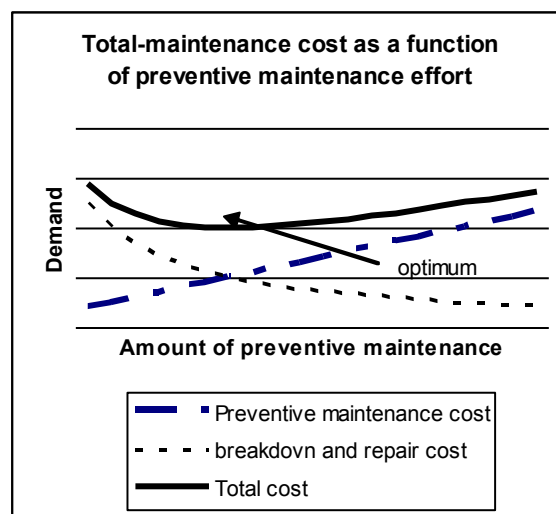 Total-maintenance cost as a function
of preventive maintenance effort
Demand
optimum
Amount of preventive maintenance
Preventive maintenance cost
breakdovn and repair cost
Total cost